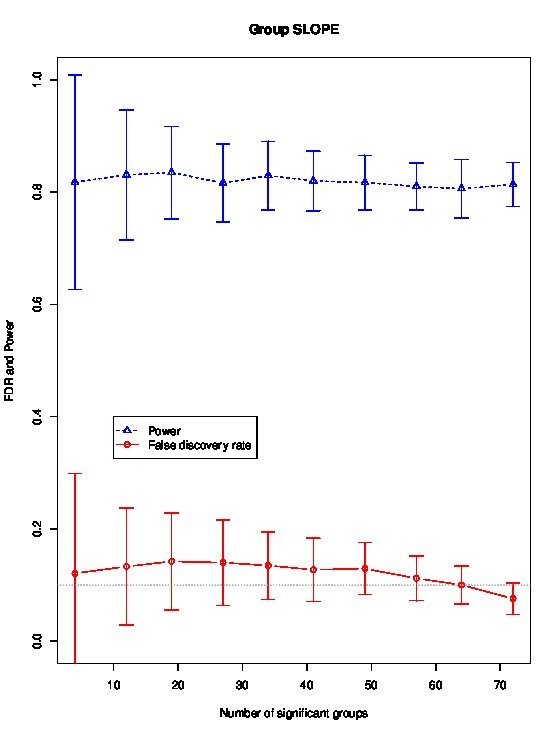 Group SLOPE
FDR and Power
1.0
0.8
0.6
0.4
0.2
0.0
Power
False discovery rate
10 20 30 40 50 60 70
Number of significant groups